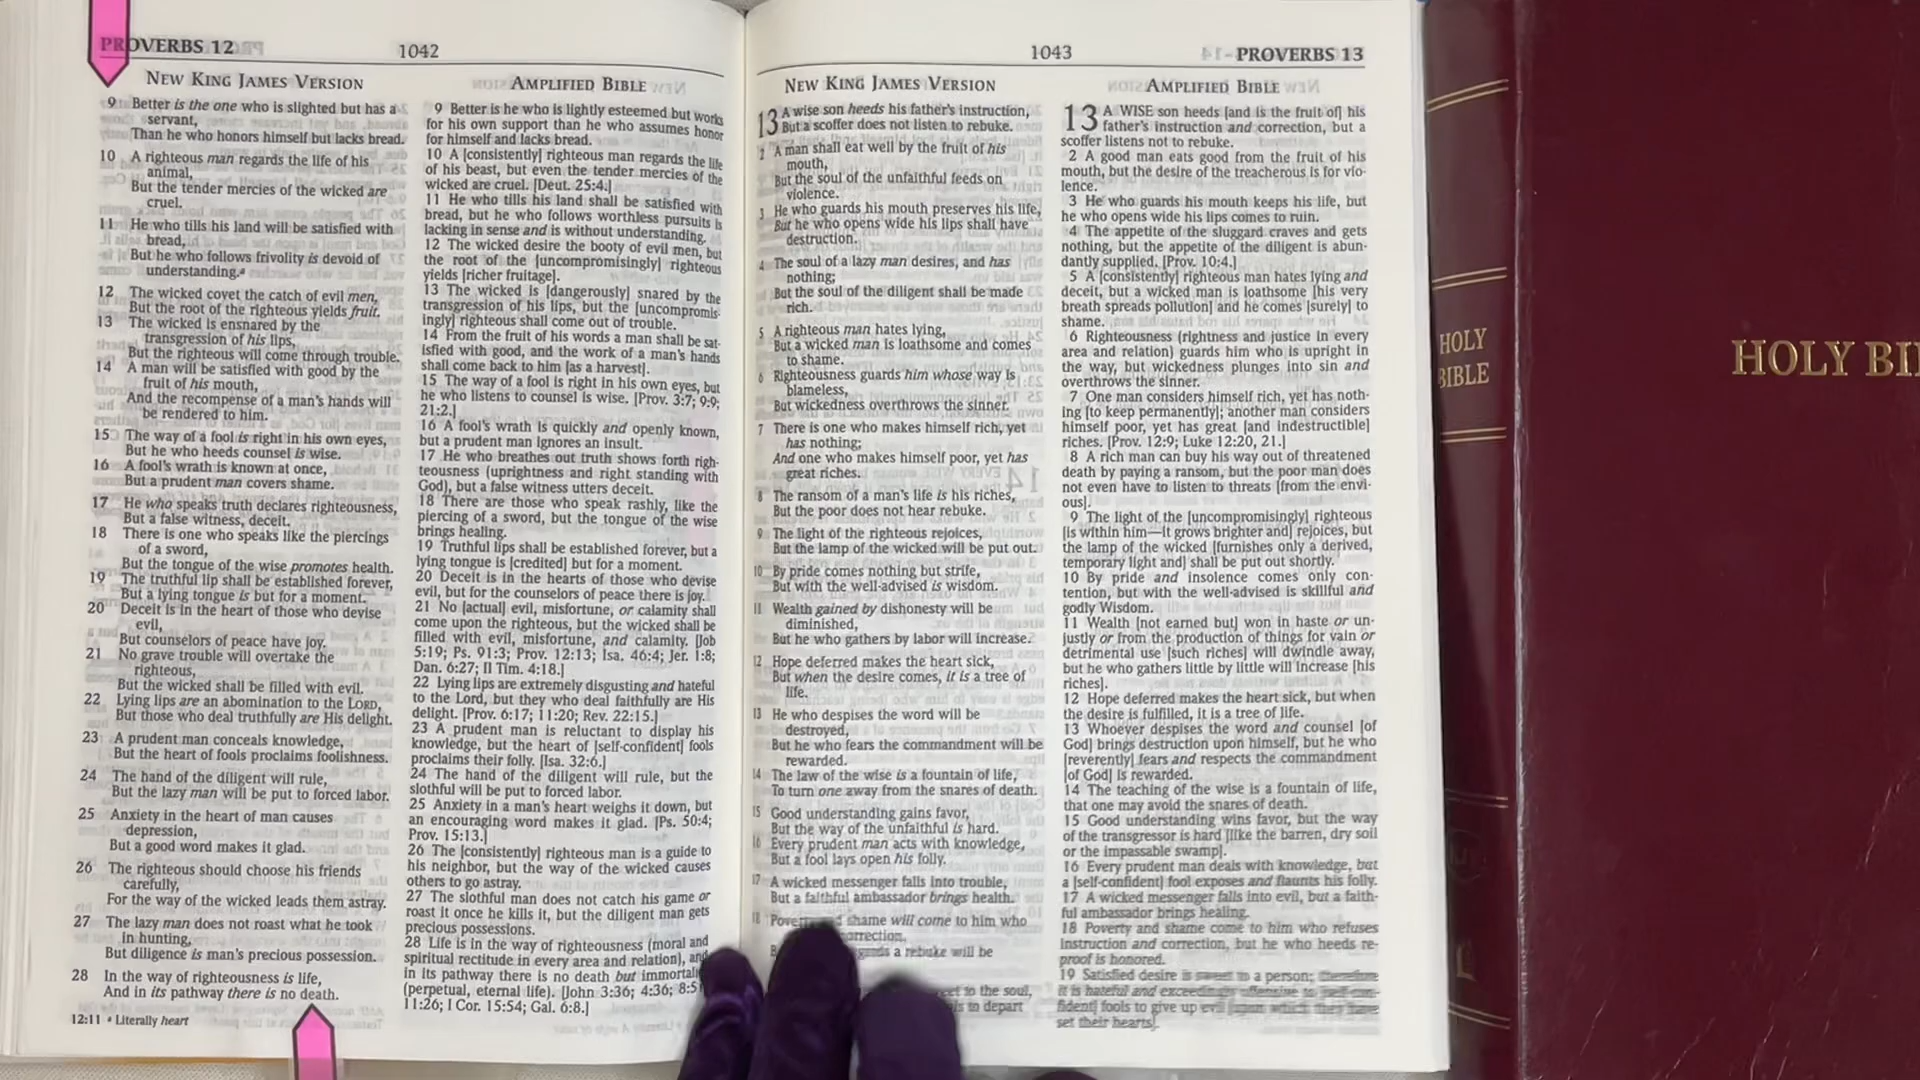 PROVERBS 12
1042
NEW KING JAMES VERSION
9 Better is the one who is slighted but has a
servant,
Than he who honors himself but lacks bread.
10 A righteous man regards the life of his
animal,
But the tender mercies of the wicked are
cruel.
11 He who tills his land will be satisfied with
bread,
But he who follows frivolity is devoid of
understanding.a
12 The wicked covet the catch of evil men,
But the root of the righteous yields fruit.
13 The wicked is ensnared by the
transgression of his lips,
But the righteous will come through trouble.
14 A man will be satisfied with good by the
fruit of his mouth,
And the recompense of a man's hands will
be rendered to him.
15 The way of a fool is right in his own eyes,
But he who heeds counsel is wise.
16 A fool's wrath is known at once,
But a prudent man covers shame.
17 He who speaks truth declares righteousness,
But a false witness, deceit.
18 There is one who speaks like the piercings
of a sword,
But the tongue of the wise promotes health.
19 The truthful lip shall be established forever,
But a lying tongue is but for a moment.
20 Deceit is in the heart of those who devise
evil,
But counselors of peace have joy.
21 No grave trouble will overtake the
righteous,
But the wicked shall be filled with evil.
22 Lying lips are an abomination to the LORD,
But those who deal truthfully are His delight.
23 A prudent man conceals knowledge,
But the heart of fools proclaims foolishness.
24 The hand of the diligent will rule,
But the lazy man will be put to forced labor.
25 Anxiety in the heart of man causes
depression,
But a good word makes it glad.
26 The righteous should choose his friends
carefully,
For the way of the wicked leads them astray.
27 The lazy man does not roast what he took
in hunting,
But diligence is man's precious possession.
28 In the way of righteousness is life,
And in its pathway there is no death.
12:11 a Literally heart
AMPLIFIED BIBLE
9 Better is he who is lightly esteemed but works
for his own support than he who assumes honor
for himself and lacks bread.
10 A [consistently] righteous man regards the life
of his beast, but even the tender mercies of the
wicked are cruel. [Deut. 25:4.]
11 He who tills his land shall be satisfied with
bread, but he who follows worthless pursuits is
lacking in sense and is without understanding.
12 The wicked desire the booty of evil men, but
the root of the [uncompromisingly] righteous
yields [richer fruitage].
13 The wicked is [dangerously] snared by the
transgression of his lips, but the [uncompromis-
ingly] righteous shall come out of trouble.
14 From the fruit of his words a man shall be sat-
isfied with good, and the work of a man's hands
shall come back to him [as a harvest].
15 The way of a fool is right in his own eyes, but
he who listens to counsel is wise. [Prov. 3:7; 9:9;
21:2.]
16 A fool's wrath is quickly and openly known,
but a prudent man ignores an insult.
17 He who breathes out truth shows forth righ-
teousness (uprightness and right standing with
God), but a false witness utters deceit.
18 There are those who speak rashly, like the
piercing of a sword, but the tongue of the wise
brings healing.
19 Truthful lips shall be established forever, but a
lying tongue is [credited] but for a moment.
20 Deceit is in the hearts of those who devise
evil, but for the counselors of peace there is joy.
21 No [actual] evil, misfortune, or calamity shall
come upon the righteous, but the wicked shall be
filled with evil, misfortune, and calamity. [Job
5:19; Ps. 91:3; Prov. 12:13; Isa. 46:4; Jer. 1:8;
Dan. 6:27; II Tim. 4:18.]
22 Lying lips are extremely disgusting and hateful
to the Lord, but they who deal faithfully are His
delight. [Prov. 6:17; 11:20; Rev. 22:15.]
23 A prudent man is reluctant to display his
knowledge, but the heart of [self-confident] fools
proclaims their folly. [Isa. 32:6.]
24 The hand of the diligent will rule, but the
slothful will be put to forced labor.
25 Anxiety in a man's heart weighs it down, but
an encouraging word makes it glad. [Ps. 50:4;
Prov. 15:13.]
26 The [consistently] righteous man is a guide to
his neighbor, but the way of the wicked causes
others to go astray.
27 The slothful man does not catch his game or
roast it once he kills it, but the diligent man gets
precious possessions.
28 Life is in the way of righteousness (moral and
spiritual rectitude in every area and relation), and
in its pathway there is no death but immortali
(perpetual, eternal life). [John 3:36; 4:36; 8:5
11:26; I Cor. 15:54; Gal. 6:8.]
1043
PROVERBS 13
NEW KING JAMES VERSION
13 A wise son heeds his father's instruction,
But a scoffer does not listen to rebuke.
2 A man shall eat well by the fruit of his
mouth,
But the soul of the unfaithful feeds on
violence.
3 He who guards his mouth preserves his life,
But he who opens wide his lips shall have
destruction.
4 The soul of a lazy man desires, and has
nothing;
But the soul of the diligent shall be made
rich.
5 A righteous man hates lying,
But a wicked man is loathsome and comes
to shame.
6 Righteousness guards him whose way is
blameless,
But wickedness overthrows the sinner.
7 There is one who makes himself rich, yet
has nothing;
And one who makes himself poor, yet has
great riches.
8 The ransom of a man's life is his riches,
But the poor does not hear rebuke.
9 The light of the righteous rejoices,
But the lamp of the wicked will be put out.
10 By pride comes nothing but strife,
But with the well-advised is wisdom.
11 Wealth gained by dishonesty will be
diminished,
But he who gathers by labor will increase.
12 Hope deferred makes the heart sick,
But when the desire comes, it is a tree of
life.
13 He who despises the word will be
destroyed,
But he who fears the commandment will be
rewarded.
14 The law of the wise is a fountain of life,
To turn one away from the snares of death.
15 Good understanding gains favor,
But the way of the unfaithful is hard.
16 Every prudent man acts with knowledge,
But a fool lays open his folly.
17 A wicked messenger falls into trouble,
But a faithful ambassador brings health.
18 shame will come to him who
a rebuke will be
to the soul,
to depart
AMPLIFIED BIBLE
13 A WISE son heeds [and is the fruit of] his
father's instruction and correction, but a
scoffer listens not to rebuke.
2 A good man eats good from the fruit of his
mouth, but the desire of the treacherous is for vio-
lence.
3 He who guards his mouth keeps his life, but
he who opens wide his lips comes to ruin.
4 The appetite of the sluggard craves and gets
nothing, but the appetite of the diligent is abun-
dantly supplied. [Prov. 10:4.]
5 A [consistently] righteous man hates lying and
deceit, but a wicked man is loathsome [his very
breath spreads pollution] and he comes [surely] to
shame.
6 Righteousness (rightness and justice in every
area and relation) guards him who is upright in
the way, but wickedness plunges into sin and
overthrows the sinner.
7 One man considers himself rich, yet has noth-
ing [to keep permanently]; another man considers
himself poor, yet has great [and indestructible]
riches. [Prov. 12:9; Luke 12:20, 21.]
8 A rich man can buy his way out of threatened
death by paying a ransom, but the poor man does
not even have to listen to threats [from the envi-
ous].
9 The light of the [uncompromisingly] righteous
[is within him—it grows brighter and] rejoices, but
the lamp of the wicked [furnishes only a derived,
temporary light and] shall be put out shortly.
10 By pride and insolence comes only con-
tention, but with the well-advised is skillful and
godly Wisdom.
11 Wealth [not earned but] won in haste or un-
justly or from the production of things for vain or
detrimental use [such riches] will dwindle away,
but he who gathers little by little will increase [his
riches].
12 Hope deferred makes the heart sick, but when
the desire is fulfilled, it is a tree of life.
13 Whoever despises the word and counsel [of
God] brings destruction upon himself, but he who
[reverently] fears and respects the commandment
[of God] is rewarded.
14 The teaching of the wise is a fountain of life,
that one may avoid the snares of death.
15 Good understanding wins favor, but the way
of the transgressor is hard [like the barren, dry soil
or the impassable swamp].
16 Every prudent man deals with knowledge, but
a [self-confident] fool exposes and flaunts his folly.
17 A wicked messenger falls into evil, but a faith-
ful ambassador brings healing.
18 Poverty and shame come to him who refuses
instruction and correction, but he who heeds re-
proof is honored.
19 Satisfied desire is sweet to a person; therefore
it is hateful and exceedingly offensive to [self-con-
fident] fools to give up evil [upon which they have
set their hearts].
HOLY
BIBLE
HOLY BI